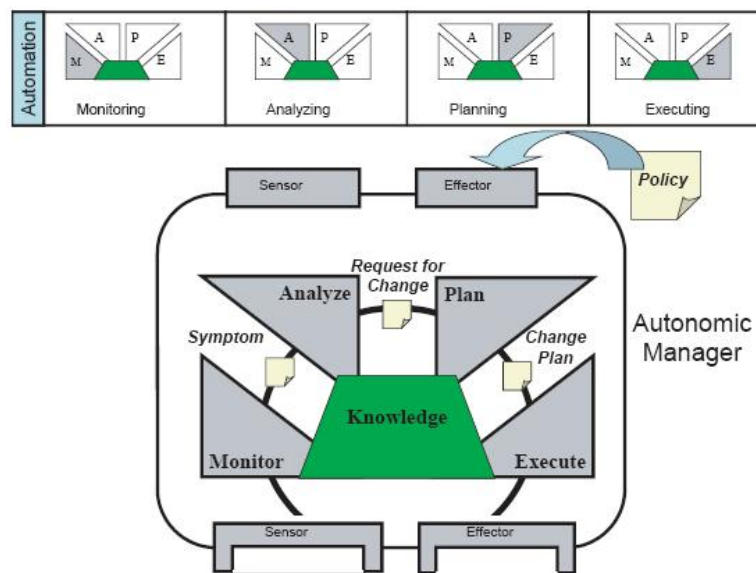 Automation
A P
M E
Monitoring
A P
M E
Analyzing
A P
M E
Planning
A P
M E
Executing
Sensor
Effector
Policy
Request for
Change
Analyze
Plan
Symptom
Change
Plan
Autonomic
Manager
Knowledge
Monitor
Execute
Sensor
Effector